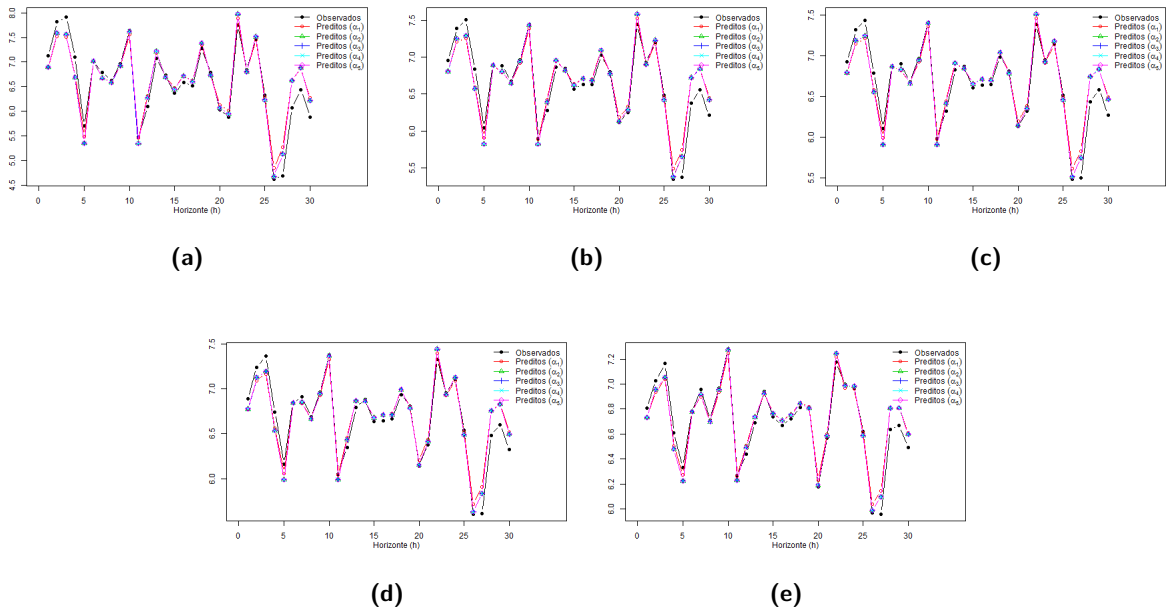 Observados
Preditos (α₁)
Preditos (α₂)
Preditos (α₃)
Preditos (α₄)
Preditos (α₅)
8.0
7.5
7.0
6.5
6.0
5.5
5.0
4.5
0 5 10 15 20 25 30
Horizonte (h)
(a)
Observados
Preditos (α₁)
Preditos (α₂)
Preditos (α₃)
Preditos (α₄)
Preditos (α₅)
7.5
7.0
6.5
6.0
5.5
0 5 10 15 20 25 30
Horizonte (h)
(b)
Observados
Preditos (α₁)
Preditos (α₂)
Preditos (α₃)
Preditos (α₄)
Preditos (α₅)
7.5
7.0
6.5
6.0
5.5
0 5 10 15 20 25 30
Horizonte (h)
(c)
Observados
Preditos (α₁)
Preditos (α₂)
Preditos (α₃)
Preditos (α₄)
Preditos (α₅)
7.5
7.0
6.5
6.0
0 5 10 15 20 25 30
Horizonte (h)
(d)
Observados
Preditos (α₁)
Preditos (α₂)
Preditos (α₃)
Preditos (α₄)
Preditos (α₅)
7.2
7.0
6.8
6.6
6.4
6.2
6.0
0 5 10 15 20 25 30
Horizonte (h)
(e)